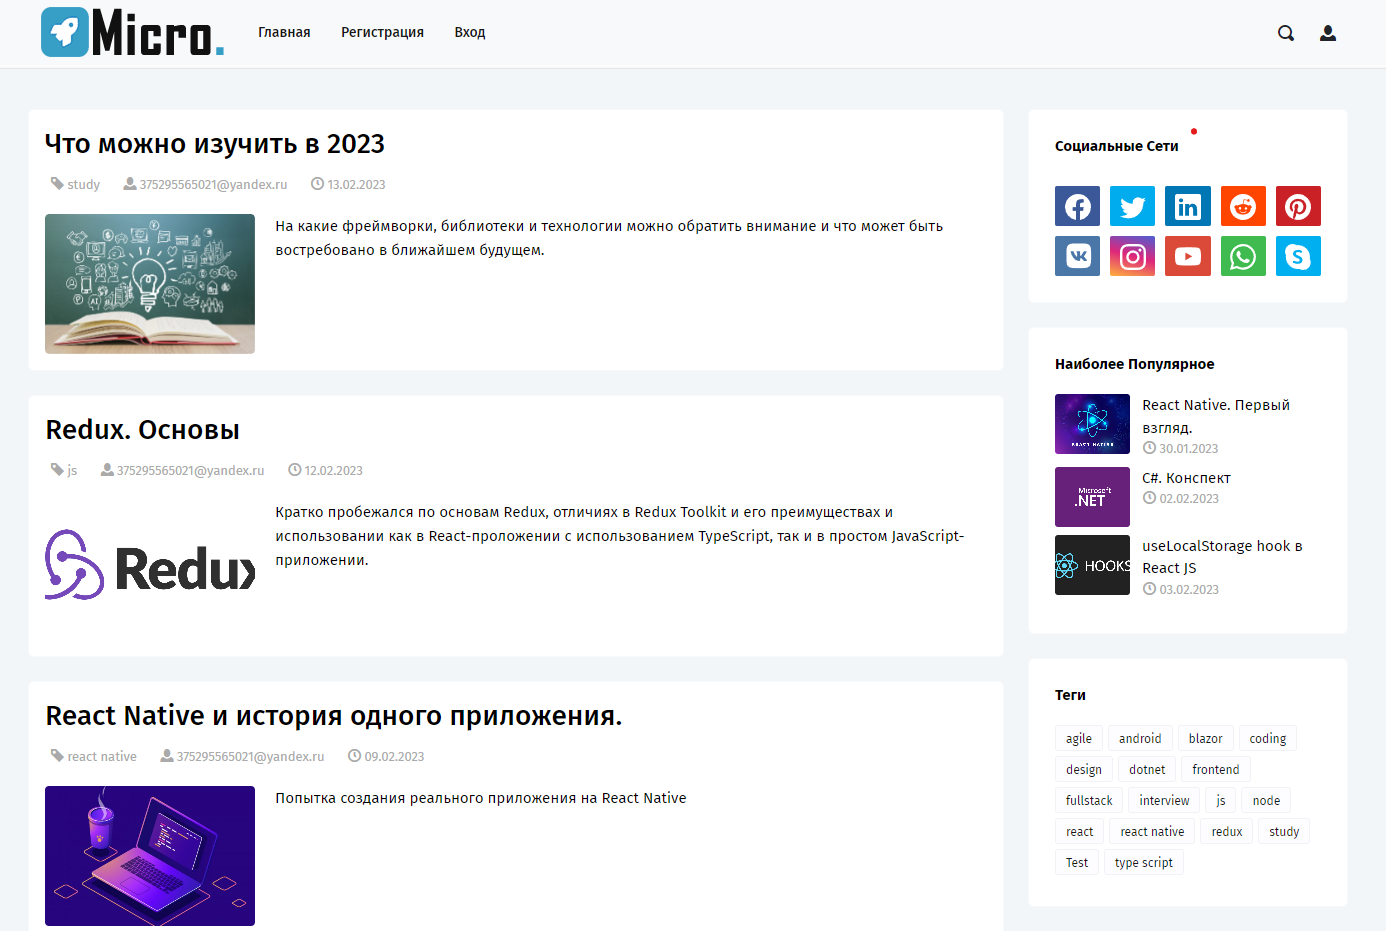 Micro.
Главная
Регистрация
Вход
Что можно изучить в 2023
study
375295565021@yandex.ru
13.02.2023
На какие фреймворки, библиотеки и технологии можно обратить внимание и что может быть
востребовано в ближайшем будущем.
Redux. Основы
js
375295565021@yandex.ru
12.02.2023
Redux
Кратко пробежался по основам Redux, отличиях в Redux Toolkit и его преимуществах и
использовании как в React-проложении с использованием TypeScript, так и в простом JavaScript-
приложении.
React Native и история одного приложения.
react native
375295565021@yandex.ru
09.02.2023
Попытка создания реального приложения на React Native
Социальные Сети
Наиболее Популярное
REACT NATIVE
React Native. Первый
взгляд.
30.01.2023
Microsoft
.NET
C#. Конспект
02.02.2023
HOOKS
useLocalStorage hook в
React JS
03.02.2023
Теги
agile
android
blazor
coding
design
dotnet
frontend
fullstack
interview
js
node
react
react native
redux
study
Test
type script